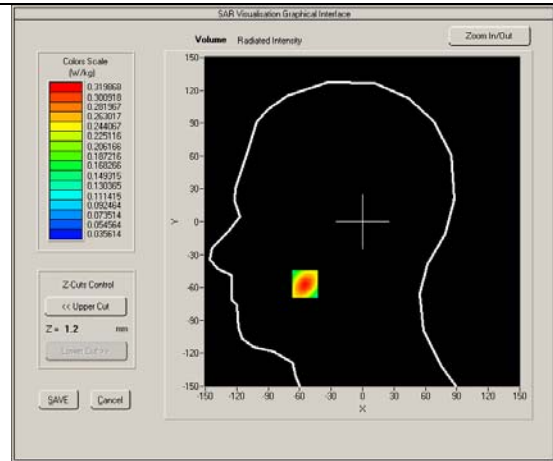 SAR Visualisation Graphical Interface
Volume Radiated Intensity
Zoom In/Out
Colors Scale
(W/kg)
0.319868
0.300918
0.281967
0.263017
0.244067
0.225116
0.206166
0.187216
0.168266
0.149315
0.130365
0.111415
0.092464
0.073514
0.054564
0.035614
Z-Cuts Control
<< Upper Cut
Z = 1.2 mm
Lower Cut >>
SAVE Cancel
150
120
90
60
30
0
-30
-60
-90
-120
-150
Y
-150 -120 -90 -60 -30 0 30 60 90 120 150
X